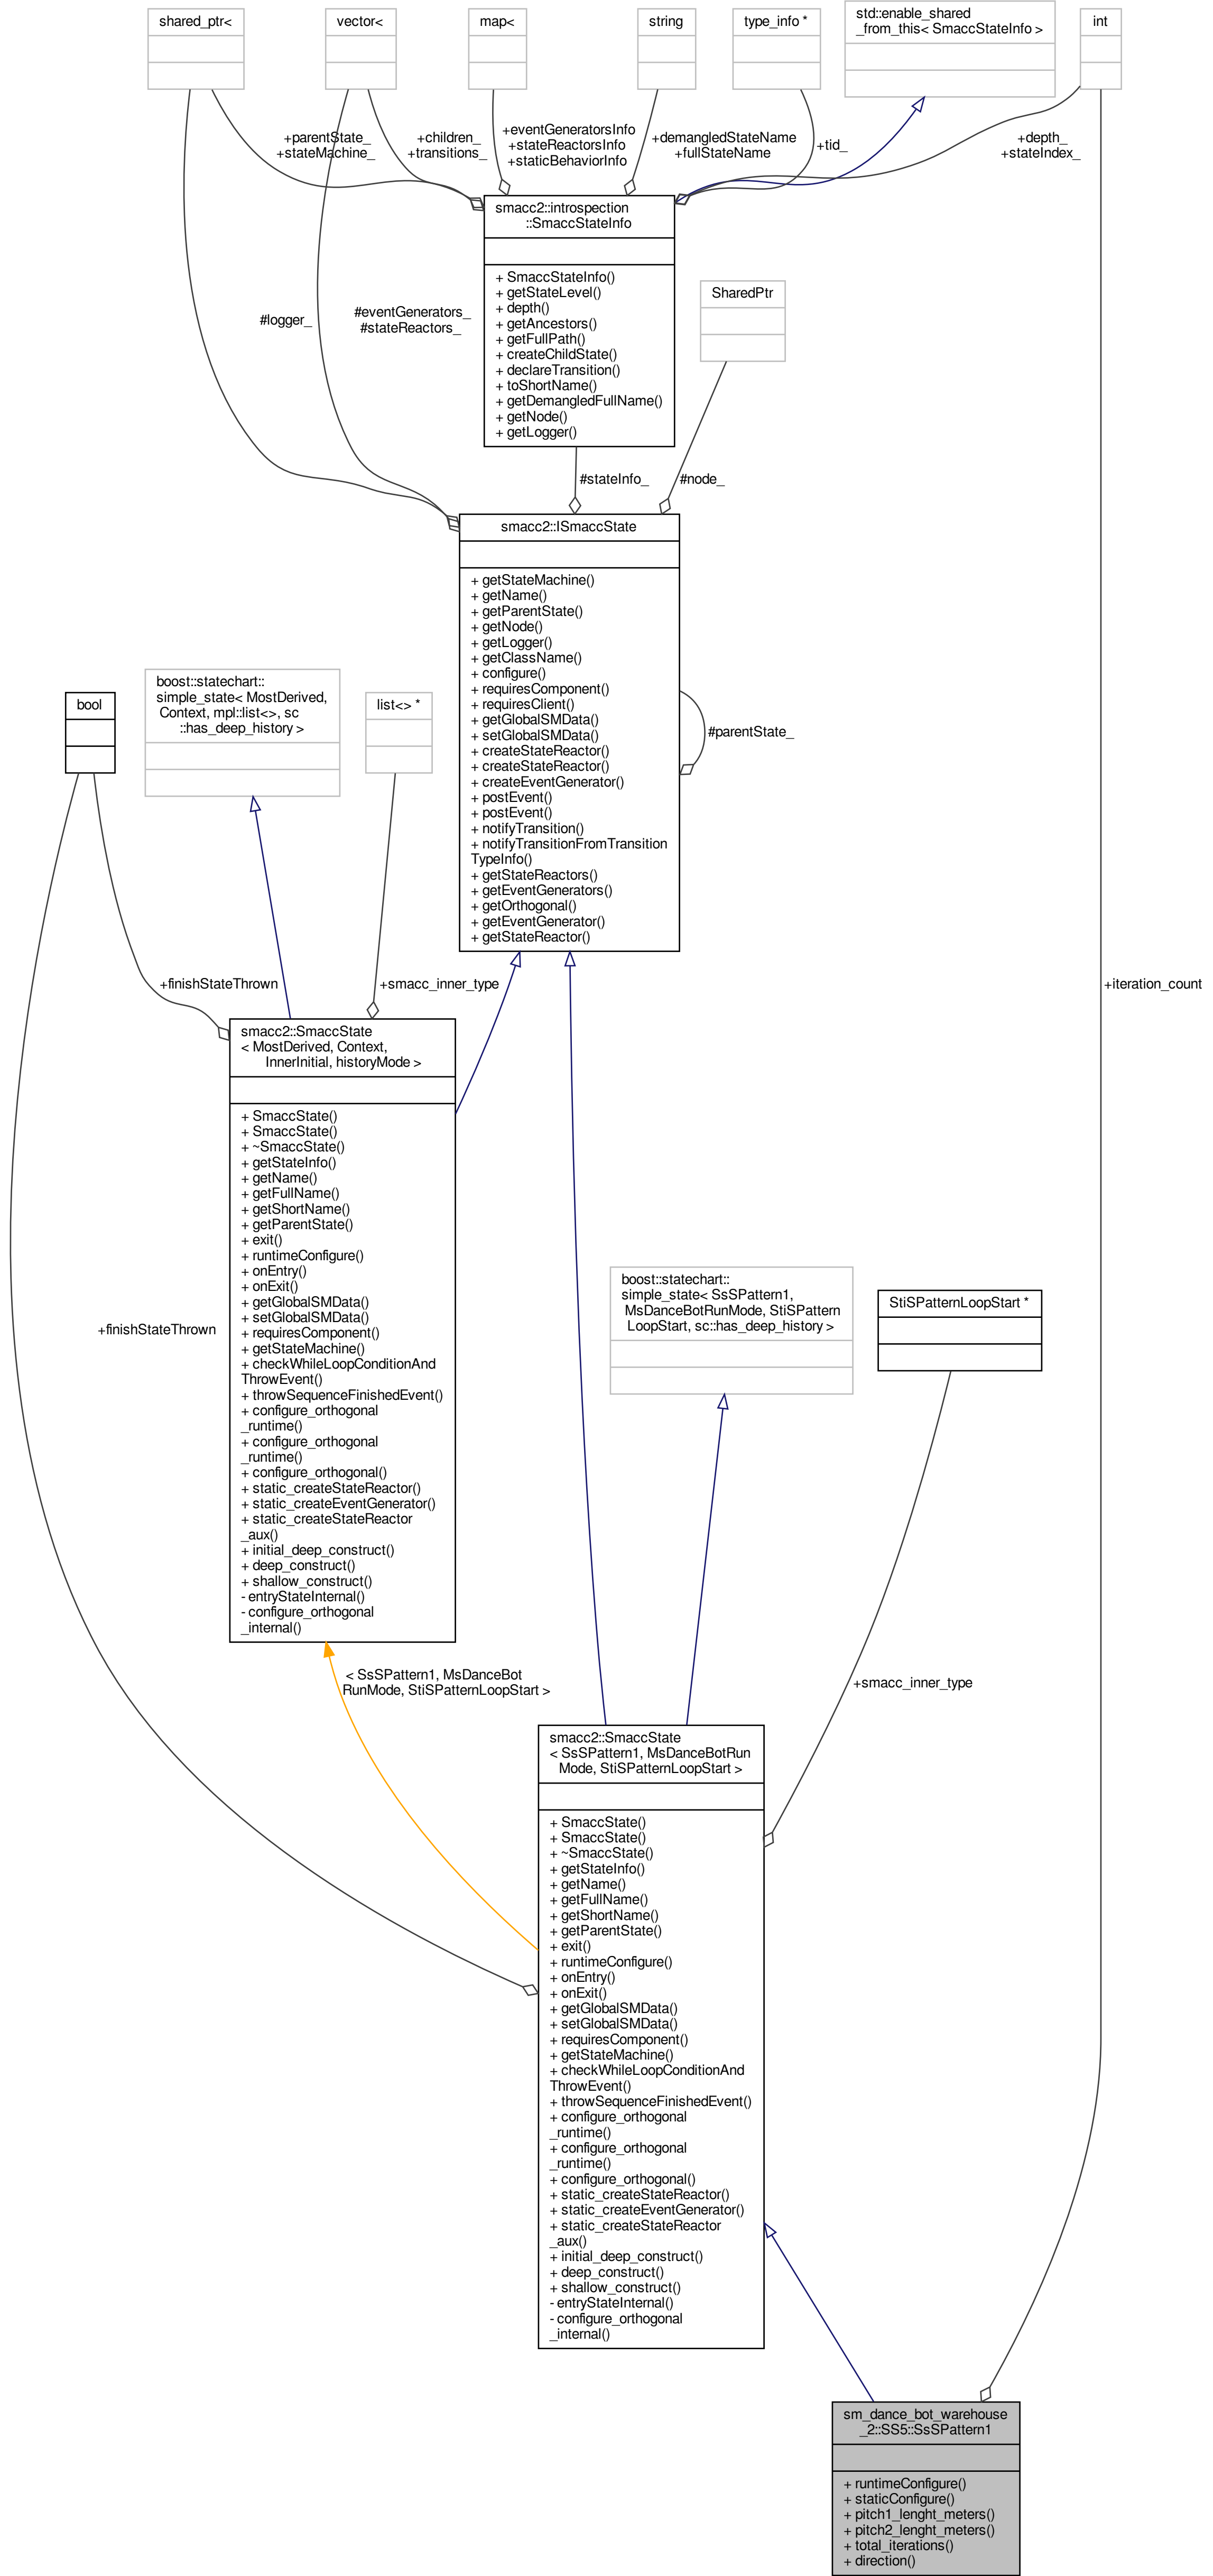 shared_ptr<
vector<
map<
string
type_info *
std::enable_shared
_from_this< SmaccStateInfo >
int
+parentState_
+stateMachine_
+children_
+transitions_
+eventGeneratorsInfo
+stateReactorsInfo
+staticBehaviorInfo
+demangledStateName
+fullStateName
+tid_
+depth_
+stateIndex_
smacc2::introspection
::SmaccStateInfo
+ SmaccStateInfo()
+ getStateLevel()
+ depth()
+ getAncestors()
+ getFullPath()
+ createChildState()
+ declareTransition()
+ toShortName()
+ getDemangledFullName()
+ getNode()
+ getLogger()
SharedPtr
#logger_
#eventGenerators_
#stateReactors_
#stateInfo_
#node_
smacc2::ISmaccState
+ getStateMachine()
+ getName()
+ getParentState()
+ getNode()
+ getLogger()
+ getClassName()
+ configure()
+ requiresComponent()
+ requiresClient()
+ getGlobalSMData()
+ setGlobalSMData()
+ createStateReactor()
+ createStateReactor()
+ createEventGenerator()
+ postEvent()
+ postEvent()
+ notifyTransition()
+ notifyTransitionFromTransition
TypeInfo()
+ getStateReactors()
+ getEventGenerators()
+ getOrthogonal()
+ getEventGenerator()
+ getStateReactor()
#parentState_
bool
boost::statechart::
simple_state< MostDerived,
Context, mpl::list<>, sc
::has_deep_history >
list<> *
+finishStateThrown
+smacc_inner_type
+iteration_count
smacc2::SmaccState
< MostDerived, Context,
InnerInitial, historyMode >
+ SmaccState()
+ SmaccState()
+ ~SmaccState()
+ getStateInfo()
+ getName()
+ getFullName()
+ getShortName()
+ getParentState()
+ exit()
+ runtimeConfigure()
+ onEntry()
+ onExit()
+ getGlobalSMData()
+ setGlobalSMData()
+ requiresComponent()
+ getStateMachine()
+ checkWhileLoopConditionAnd
ThrowEvent()
+ throwSequenceFinishedEvent()
+ configure_orthogonal
_runtime()
+ configure_orthogonal
_runtime()
+ configure_orthogonal()
+ static_createStateReactor()
+ static_createEventGenerator()
+ static_createStateReactor
_aux()
+ initial_deep_construct()
+ deep_construct()
+ shallow_construct()
- entryStateInternal()
- configure_orthogonal
_internal()
+finishStateThrown
boost::statechart::
simple_state< SsSPattern1,
MsDanceBotRunMode, StiSPattern
LoopStart, sc::has_deep_history >
StiSPatternLoopStart *
< SsSPattern1, MsDanceBot
RunMode, StiSPatternLoopStart >
+smacc_inner_type
smacc2::SmaccState
< SsSPattern1, MsDanceBotRun
Mode, StiSPatternLoopStart >
+ SmaccState()
+ SmaccState()
+ ~SmaccState()
+ getStateInfo()
+ getName()
+ getFullName()
+ getShortName()
+ getParentState()
+ exit()
+ runtimeConfigure()
+ onEntry()
+ onExit()
+ getGlobalSMData()
+ setGlobalSMData()
+ requiresComponent()
+ getStateMachine()
+ checkWhileLoopConditionAnd
ThrowEvent()
+ throwSequenceFinishedEvent()
+ configure_orthogonal
_runtime()
+ configure_orthogonal
_runtime()
+ configure_orthogonal()
+ static_createStateReactor()
+ static_createEventGenerator()
+ static_createStateReactor
_aux()
+ initial_deep_construct()
+ deep_construct()
+ shallow_construct()
- entryStateInternal()
- configure_orthogonal
_internal()
sm_dance_bot_warehouse
_2::SS5::SsSPattern1
+ runtimeConfigure()
+ staticConfigure()
+ pitch1_lenght_meters()
+ pitch2_lenght_meters()
+ total_iterations()
+ direction()